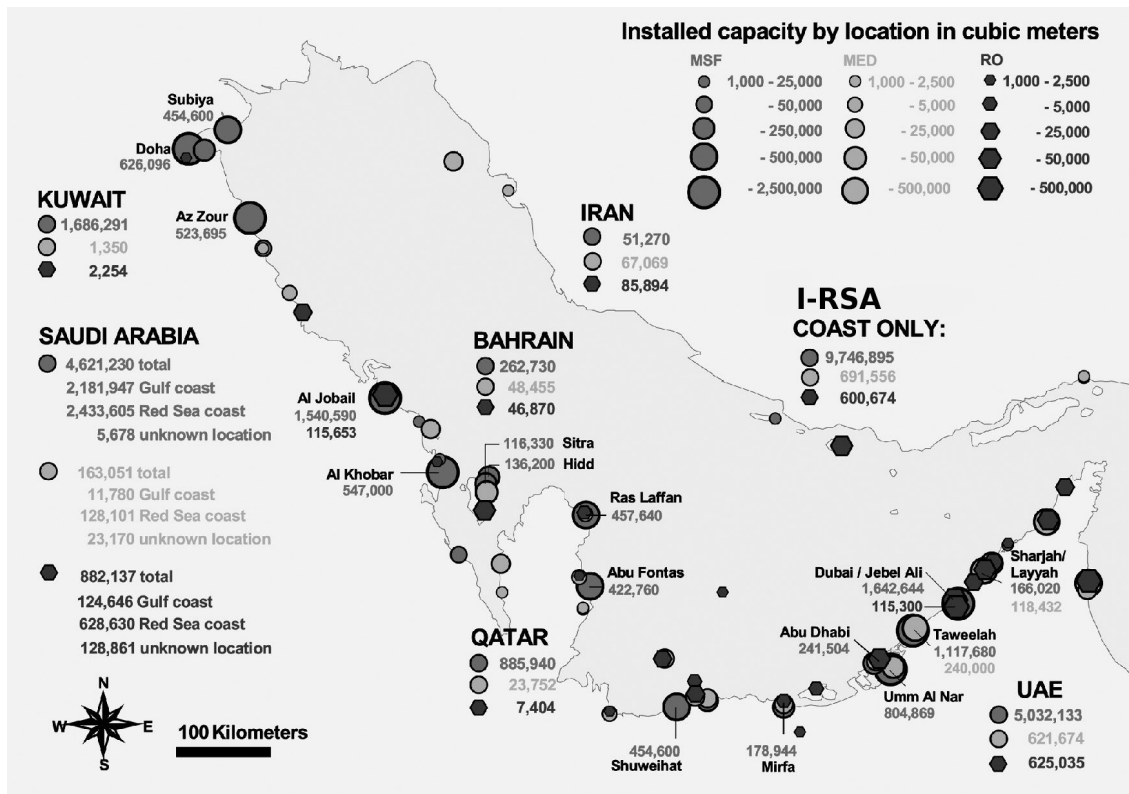 Installed capacity by location in cubic meters
MSF MED RO
1,000 - 25,000 1,000 - 2,500 1,000 - 2,500
- 50,000 - 5,000 - 5,000
- 250,000 - 25,000 - 25,000
- 500,000 - 50,000 - 50,000
- 2,500,000 - 500,000 - 500,000
Subiya
454,600
Doha
626,096
KUWAIT
1,686,291
1,350
2,254
Az Zour
523,695
IRAN
51,270
67,069
85,894
I-RSA
COAST ONLY:
9,746,895
691,556
600,674
SAUDI ARABIA
4,621,230 total
2,181,947 Gulf coast
2,433,605 Red Sea coast
5,678 unknown location
163,051 total
11,780 Gulf coast
128,101 Red Sea coast
23,170 unknown location
882,137 total
124,646 Gulf coast
628,630 Red Sea coast
128,861 unknown location
BAHRAIN
262,730
48,455
46,870
Al Jobail
1,540,590
115,653
116,330 Sitra
136,200 Hidd
Al Khobar
547,000
Ras Laffan
457,640
Abu Fontas
422,760
QATAR
885,940
23,752
7,404
Sharjah/
Layyah
166,020
118,432
Dubai / Jebel Ali
1,642,644
115,300
Abu Dhabi
241,504
Taweelah
1,117,680
240,000
Umm Al Nar
804,869
UAE
5,032,133
621,674
625,035
454,600
Shuweihat
178,944
Mirfa
N
W E
S
100 Kilometers